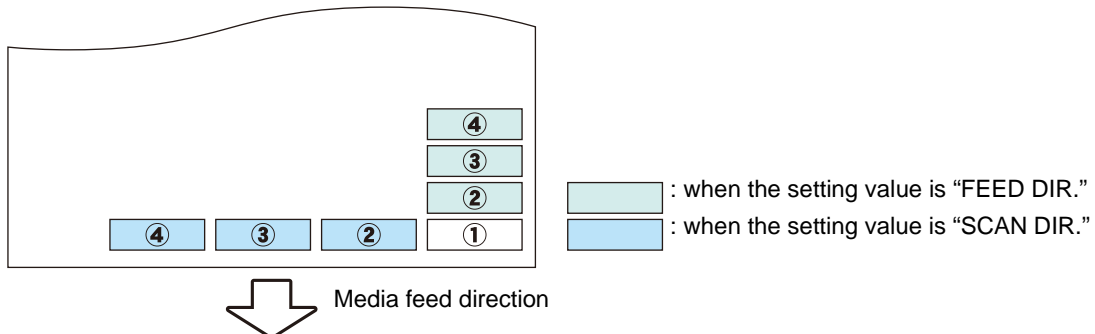 ④
③
② : when the setting value is “FEED DIR.”
④ ③ ② ① : when the setting value is “SCAN DIR.”
Media feed direction